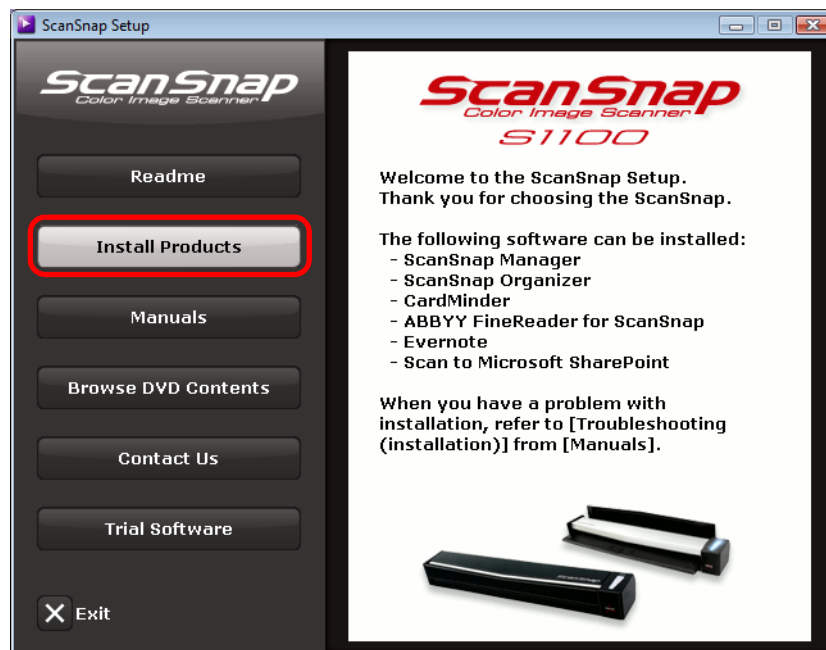 ScanSnap Setup
ScanSnap
Color Image Scanner
Readme
Install Products
Manuals
Browse DVD Contents
Contact Us
Trial Software
Exit
ScanSnap
Color Image Scanner
S1100
Welcome to the ScanSnap Setup.
Thank you for choosing the ScanSnap.
The following software can be installed:
- ScanSnap Manager
- ScanSnap Organizer
- CardMinder
- ABBYY FineReader for ScanSnap
- Evernote
- Scan to Microsoft SharePoint
When you have a problem with
installation, refer to [Troubleshooting
(installation)] from [Manuals].
ScanSnap